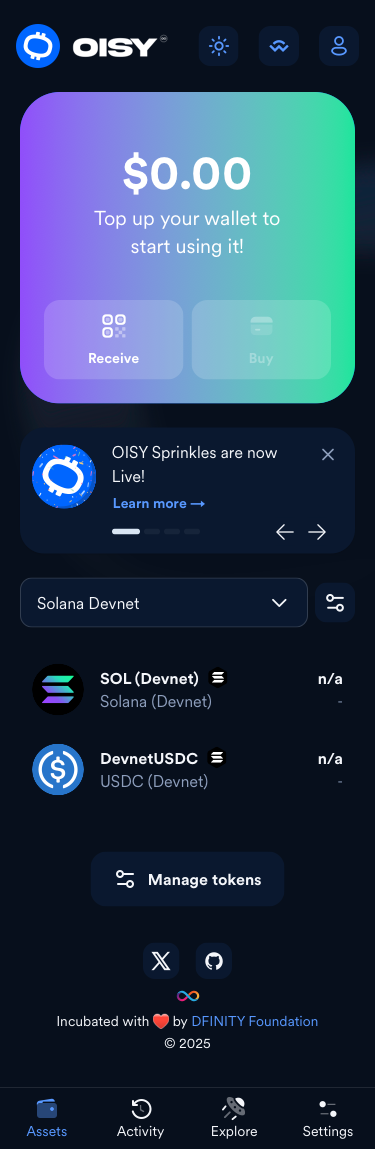 OISY
$0.00
Top up your wallet to
start using it!
Receive
Buy
OISY Sprinkles are now
Live!
Learn more →
Solana Devnet
SOL (Devnet)
n/a
Solana (Devnet)
-
DevnetUSDC
n/a
USDC (Devnet)
-
Manage tokens
Incubated with ❤️ by DFINITY Foundation
© 2025
Assets
Activity
Explore
Settings